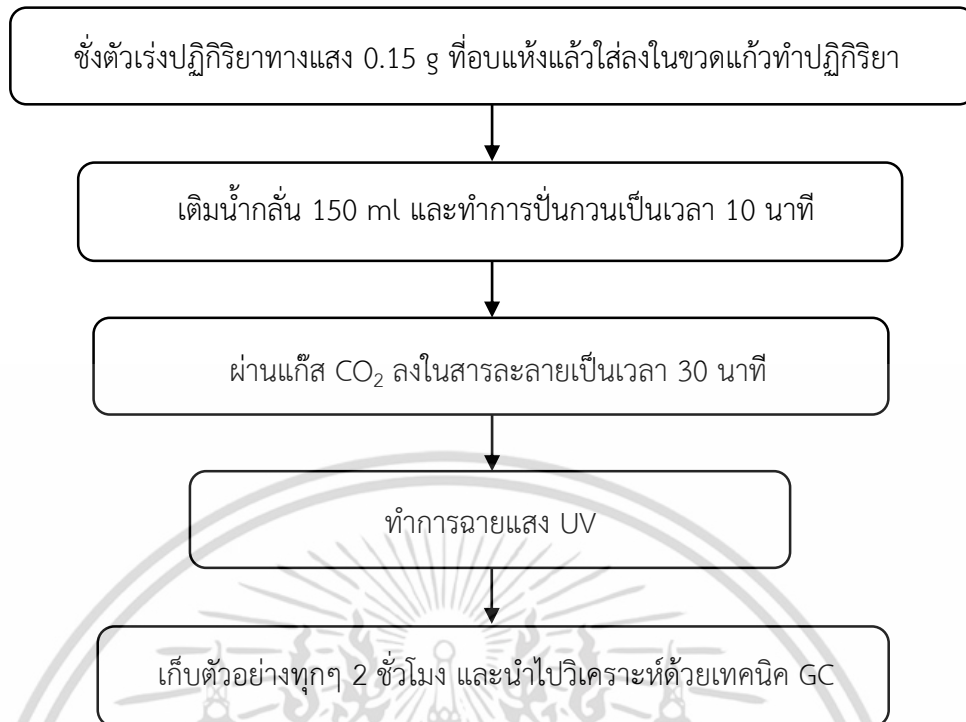 ชั่งตัวเร่งปฏิกิริยาทางแสง 0.15 g ที่อบแห้งแล้วใส่ลงในขวดแก้วทำปฏิกิริยา
เติมน้ำกลั่น 150 ml และทำการปั่นกวนเป็นเวลา 10 นาที
ผ่านแก๊ส CO₂ ลงในสารละลายเป็นเวลา 30 นาที
ทำการฉายแสง UV
เก็บตัวอย่างทุกๆ 2 ชั่วโมง และนำไปวิเคราะห์ด้วยเทคนิค GC